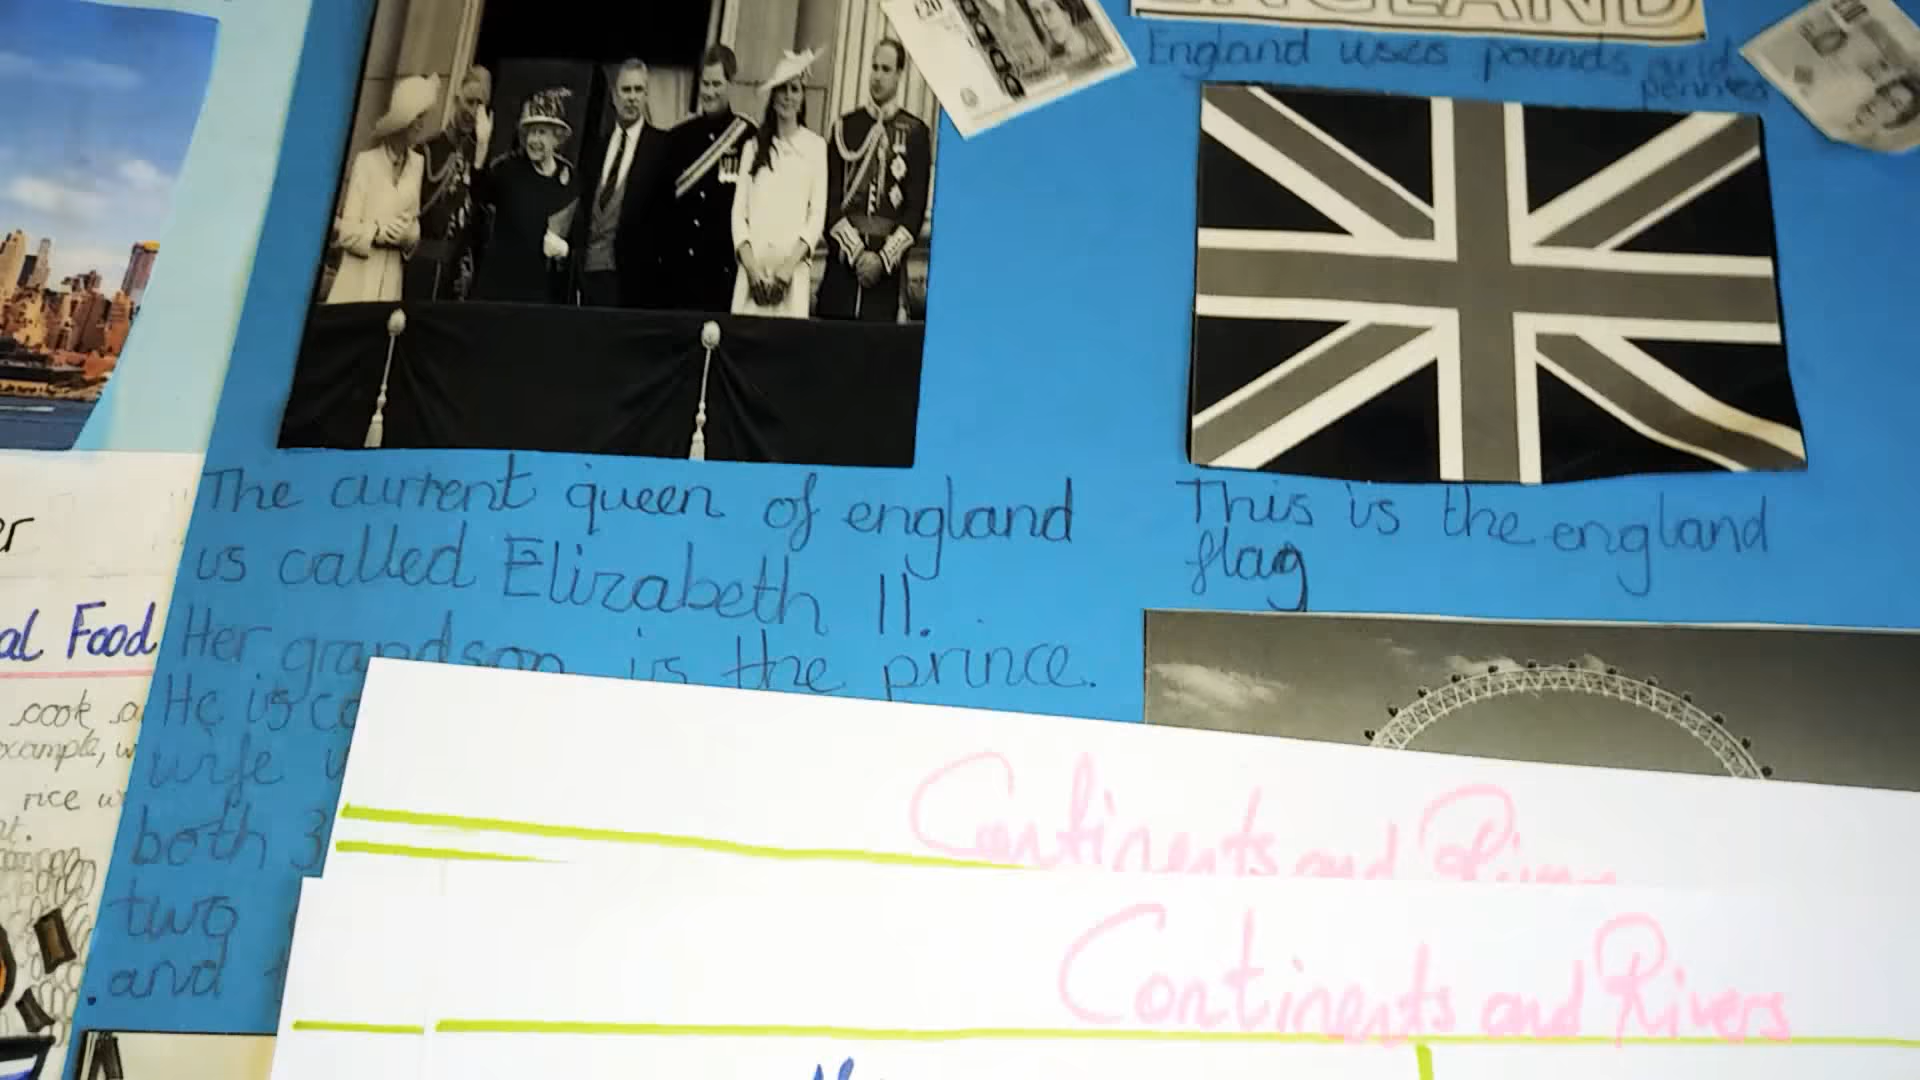 £20
ENGLAND
England uses pounds and
pennies
The current queen of england
is called Elizabeth II.
Her grandson is the prince.
He is
wife
both 3
two
and
This is the england
flag
al Food
cook a
example, w
rice w
Continents and
Continents and Rivers